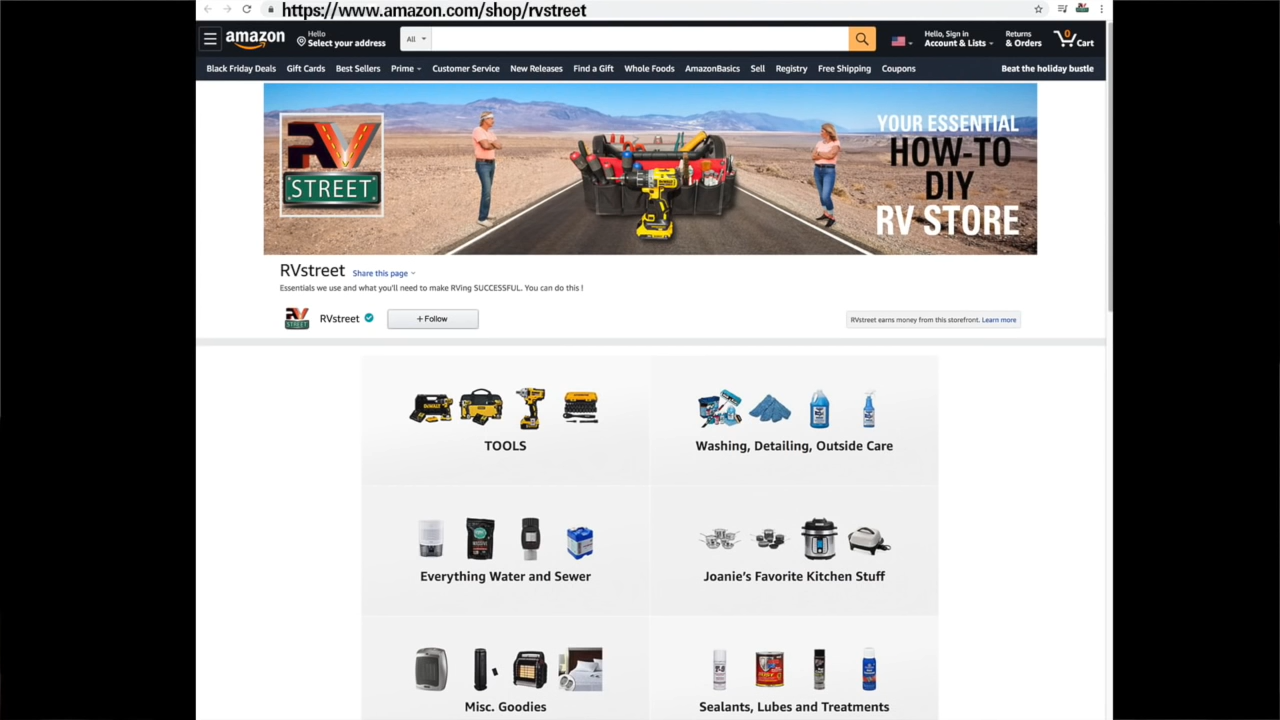 https://www.amazon.com/shop/rvstreet
amazon
Hello
Select your address
All
Hello, Sign in
Account & Lists
Returns
& Orders
0
Cart
Black Friday Deals Gift Cards Best Sellers Prime Customer Service New Releases Find a Gift Whole Foods AmazonBasics Sell Registry Free Shipping Coupons Beat the holiday bustle
RV
STREET
YOUR ESSENTIAL
HOW-TO
DIY
RV STORE
RVstreet Share this page
Essentials we use and what you'll need to make RVing SUCCESSFUL. You can do this !
RV
STREET
RVstreet
+ Follow
RVstreet earns money from this storefront. Learn more
TOOLS
Washing, Detailing, Outside Care
Everything Water and Sewer
Joanie's Favorite Kitchen Stuff
Misc. Goodies
Sealants, Lubes and Treatments